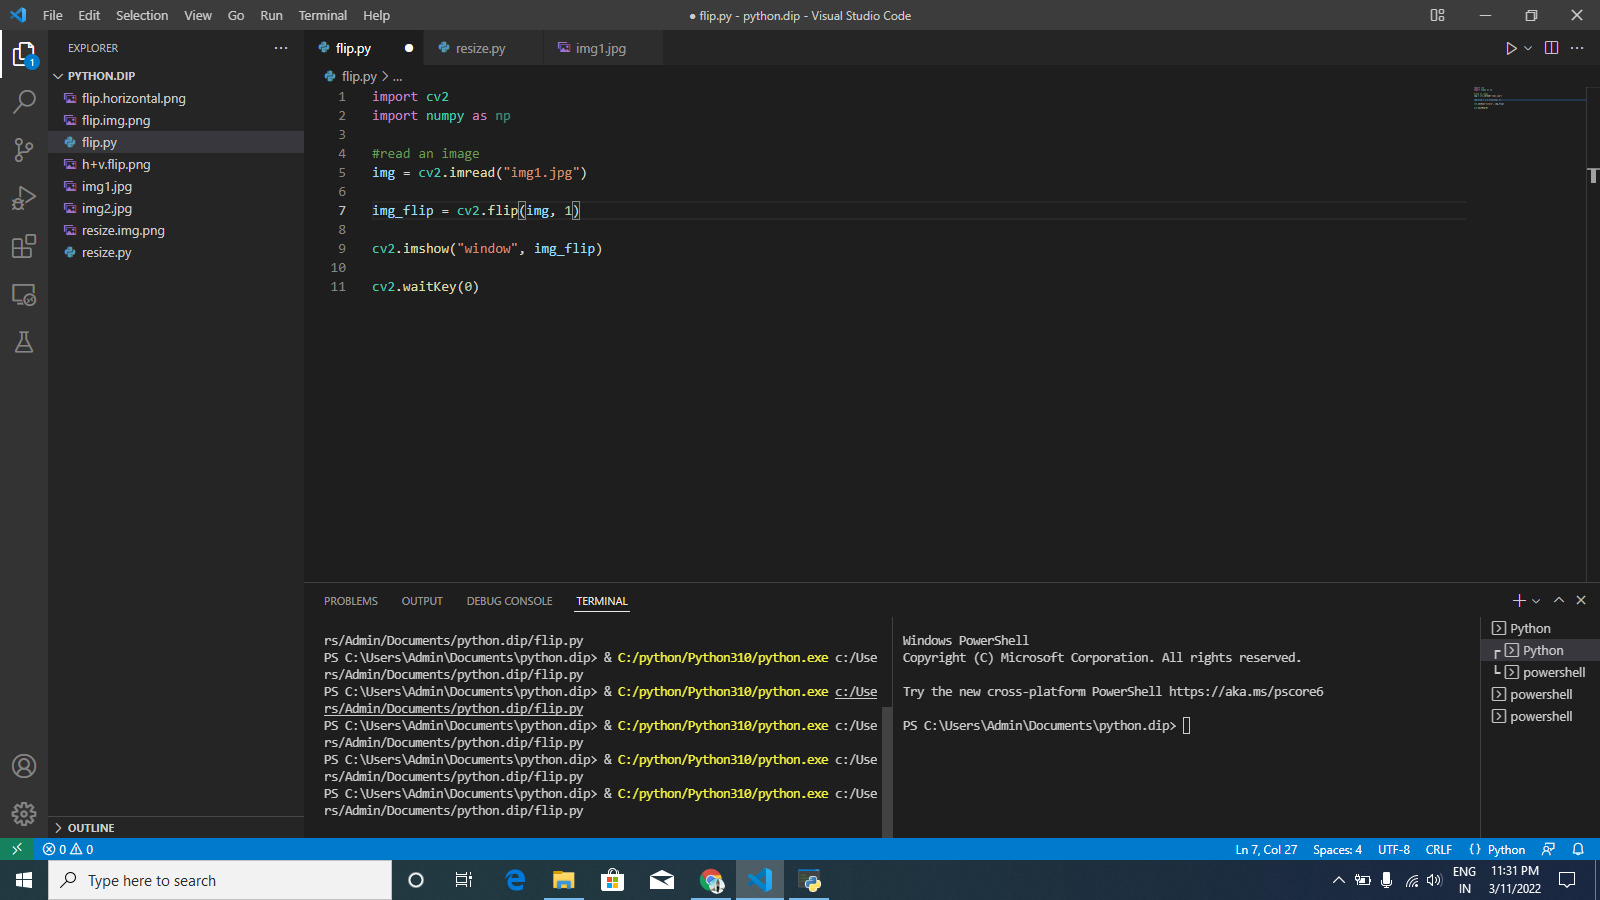 File Edit Selection View Go Run Terminal Help
● flip.py - python.dip - Visual Studio Code
EXPLORER
PYTHON.DIP
flip.horizontal.png
flip.img.png
flip.py
h+v.flip.png
img1.jpg
img2.jpg
resize.img.png
resize.py
OUTLINE
1
flip.py resize.py img1.jpg
flip.py > ...
1 import cv2
2 import numpy as np
3
4 #read an image
5 img = cv2.imread("img1.jpg")
6
7 img_flip = cv2.flip(img, 1)
8
9 cv2.imshow("window", img_flip)
10
11 cv2.waitKey(0)
PROBLEMS OUTPUT DEBUG CONSOLE TERMINAL
rs/Admin/Documents/python.dip/flip.py
PS C:\Users\Admin\Documents\python.dip> & C:/python/Python310/python.exe c:/Use
rs/Admin/Documents/python.dip/flip.py
PS C:\Users\Admin\Documents\python.dip> & C:/python/Python310/python.exe c:/Use
rs/Admin/Documents/python.dip/flip.py
PS C:\Users\Admin\Documents\python.dip> & C:/python/Python310/python.exe c:/Use
rs/Admin/Documents/python.dip/flip.py
PS C:\Users\Admin\Documents\python.dip> & C:/python/Python310/python.exe c:/Use
rs/Admin/Documents/python.dip/flip.py
PS C:\Users\Admin\Documents\python.dip> & C:/python/Python310/python.exe c:/Use
rs/Admin/Documents/python.dip/flip.py
Windows PowerShell
Copyright (C) Microsoft Corporation. All rights reserved.
Try the new cross-platform PowerShell https://aka.ms/pscore6
PS C:\Users\Admin\Documents\python.dip>
Python
Python
powershell
powershell
powershell
0 0
Ln 7, Col 27 Spaces: 4 UTF-8 CRLF {} Python
Type here to search
ENG
IN
11:31 PM
3/11/2022